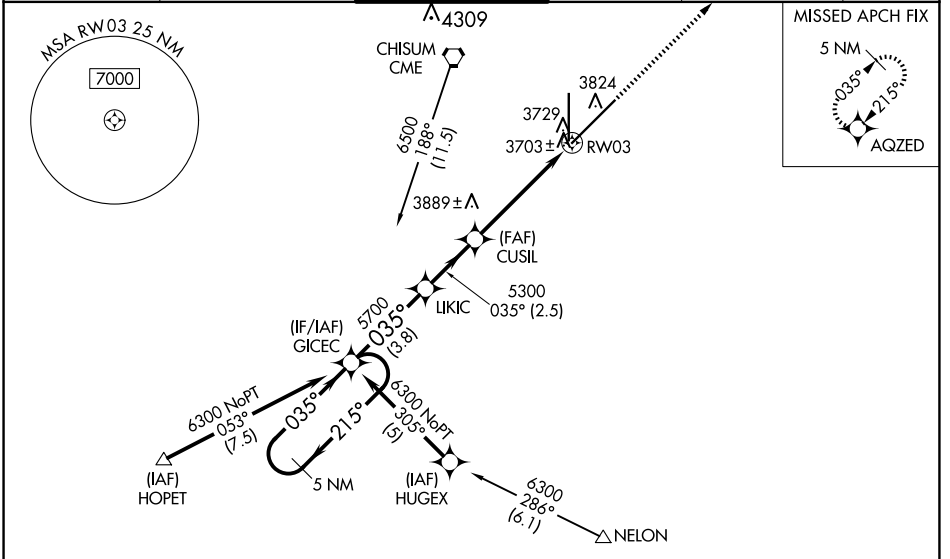 MSA RW03 25 NM
7000
4309
CHISUM
CME
6500
188°
(11.5)
3824
3729
3703±
RW03
MISSED APCH FIX
5 NM
035°
215°
AQZED
3889±
(FAF)
CUSIL
LIKIC
5300
035° (2.5)
5700
035°
(3.8)
(IF/IAF)
GICEC
6300 NoPT
053°
(7.5)
035°
215°
6300 NoPT
305°
(5)
(IAF)
HOPET
5 NM
(IAF)
HUGEX
6300
286°
(6.1)
NELON